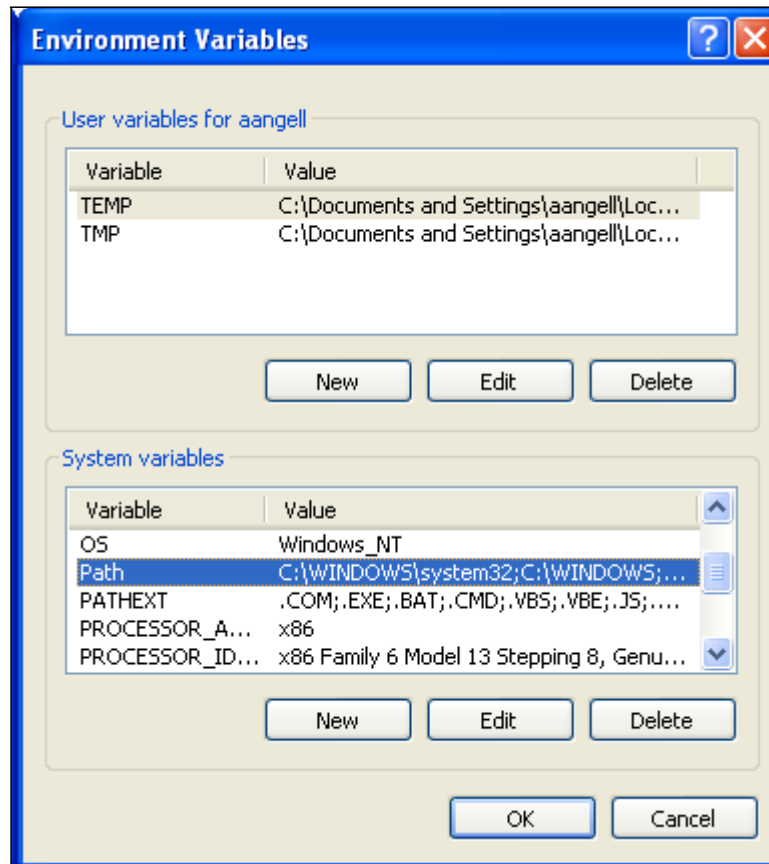 Environment Variables
User variables for aangell
Variable Value
TEMP C:\Documents and Settings\aangell\Loc...
TMP C:\Documents and Settings\aangell\Loc...
New Edit Delete
System variables
Variable Value
OS Windows_NT
Path C:\WINDOWS\system32;C:\WINDOWS;...
PATHEXT .COM;.EXE;.BAT;.CMD;.VBS;.VBE;.JS;....
PROCESSOR_A... x86
PROCESSOR_ID... x86 Family 6 Model 13 Stepping 8, Genu...
New Edit Delete
OK Cancel